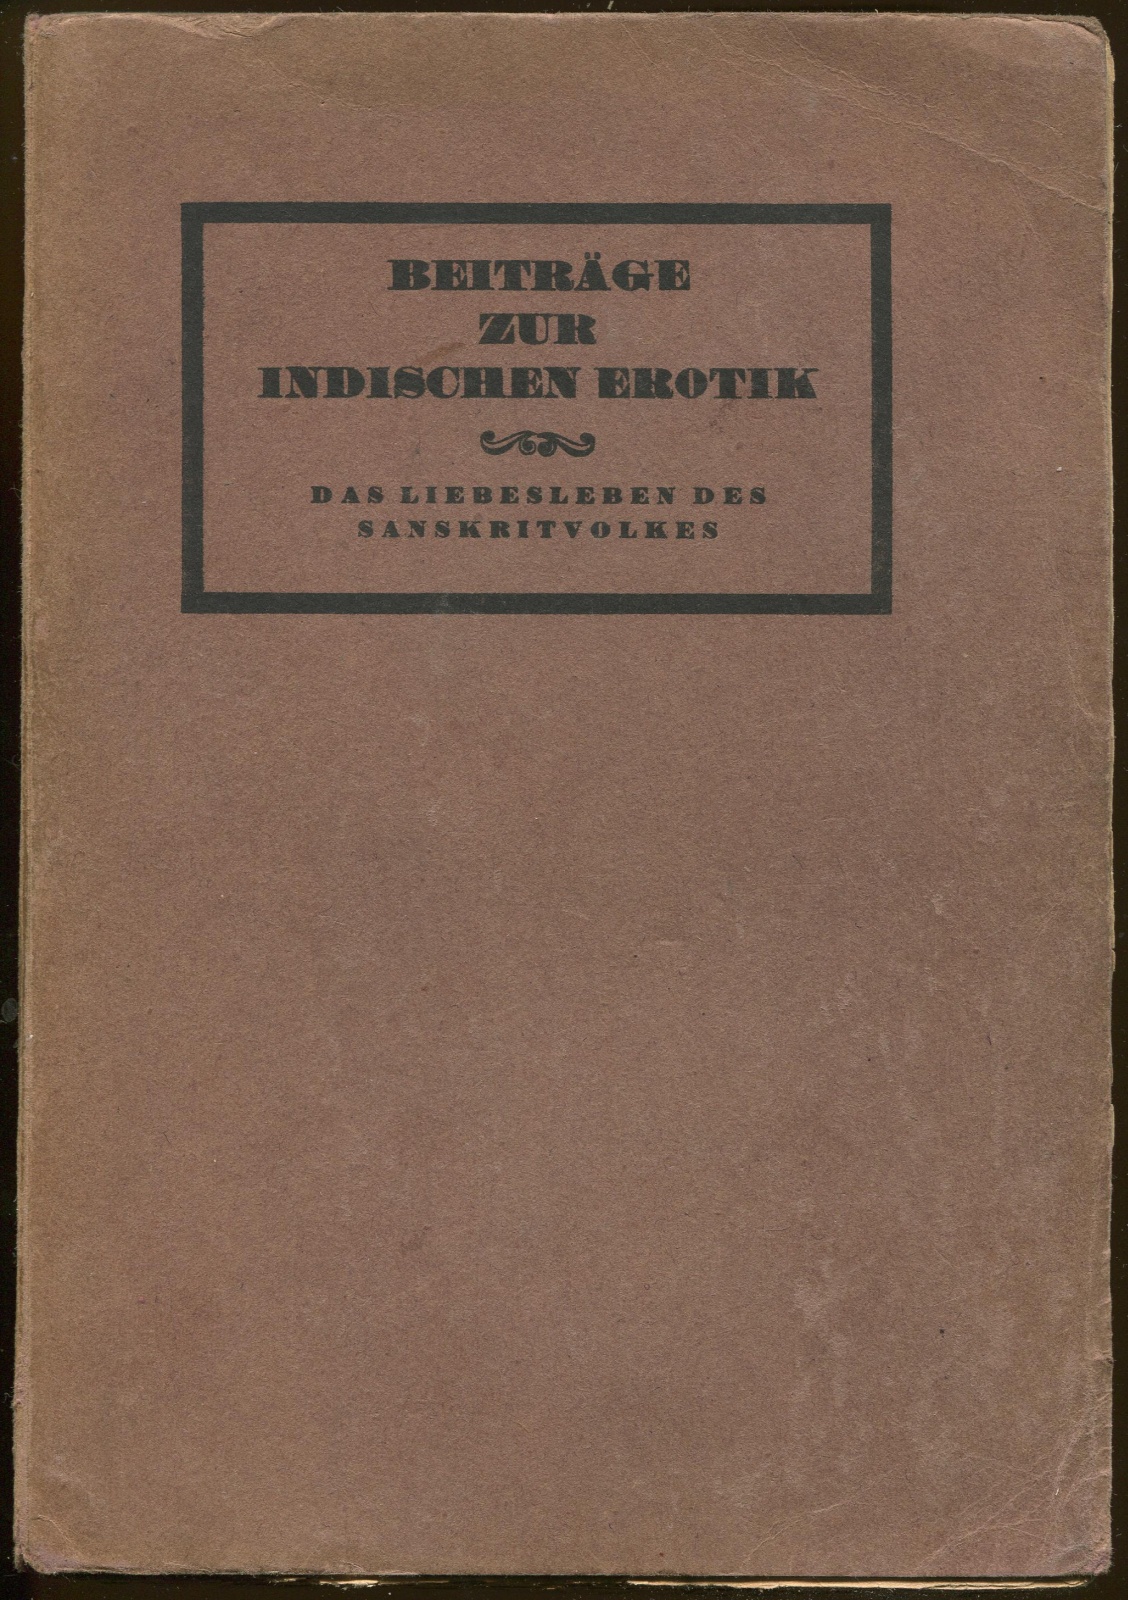 BEITRÄGE
ZUR
INDISCHEN EROTIK
DAS LIEBESLEBEN DES
SANSKRITVOLKES